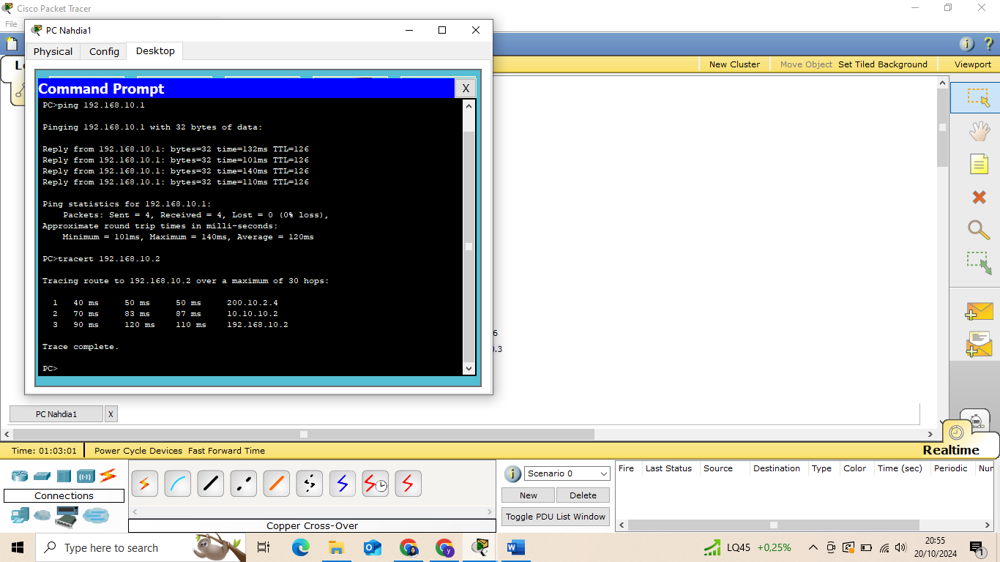 Cisco Packet Tracer
File
PC Nahdia1
Physical Config Desktop
New Cluster Move Object Set Tiled Background Viewport
Command Prompt X
PC>ping 192.168.10.1
Pinging 192.168.10.1 with 32 bytes of data:
Reply from 192.168.10.1: bytes=32 time=132ms TTL=126
Reply from 192.168.10.1: bytes=32 time=101ms TTL=126
Reply from 192.168.10.1: bytes=32 time=140ms TTL=126
Reply from 192.168.10.1: bytes=32 time=110ms TTL=126
Ping statistics for 192.168.10.1:
Packets: Sent = 4, Received = 4, Lost = 0 (0% loss),
Approximate round trip times in milli-seconds:
Minimum = 101ms, Maximum = 140ms, Average = 120ms
PC>tracert 192.168.10.2
Tracing route to 192.168.10.2 over a maximum of 30 hops:
1 40 ms 50 ms 50 ms 200.10.2.4
2 70 ms 83 ms 87 ms 10.10.10.2
3 90 ms 120 ms 110 ms 192.168.10.2
Trace complete.
PC>
PC Nahdia1 X
Time: 01:03:01 Power Cycle Devices Fast Forward Time
Realtime
Connections
Copper Cross-Over
Scenario 0
New Delete
Toggle PDU List Window
Fire Last Status Source Destination Type Color Time (sec) Periodic
Type here to search
LQ45 +0,25%
20:55
20/10/2024
1